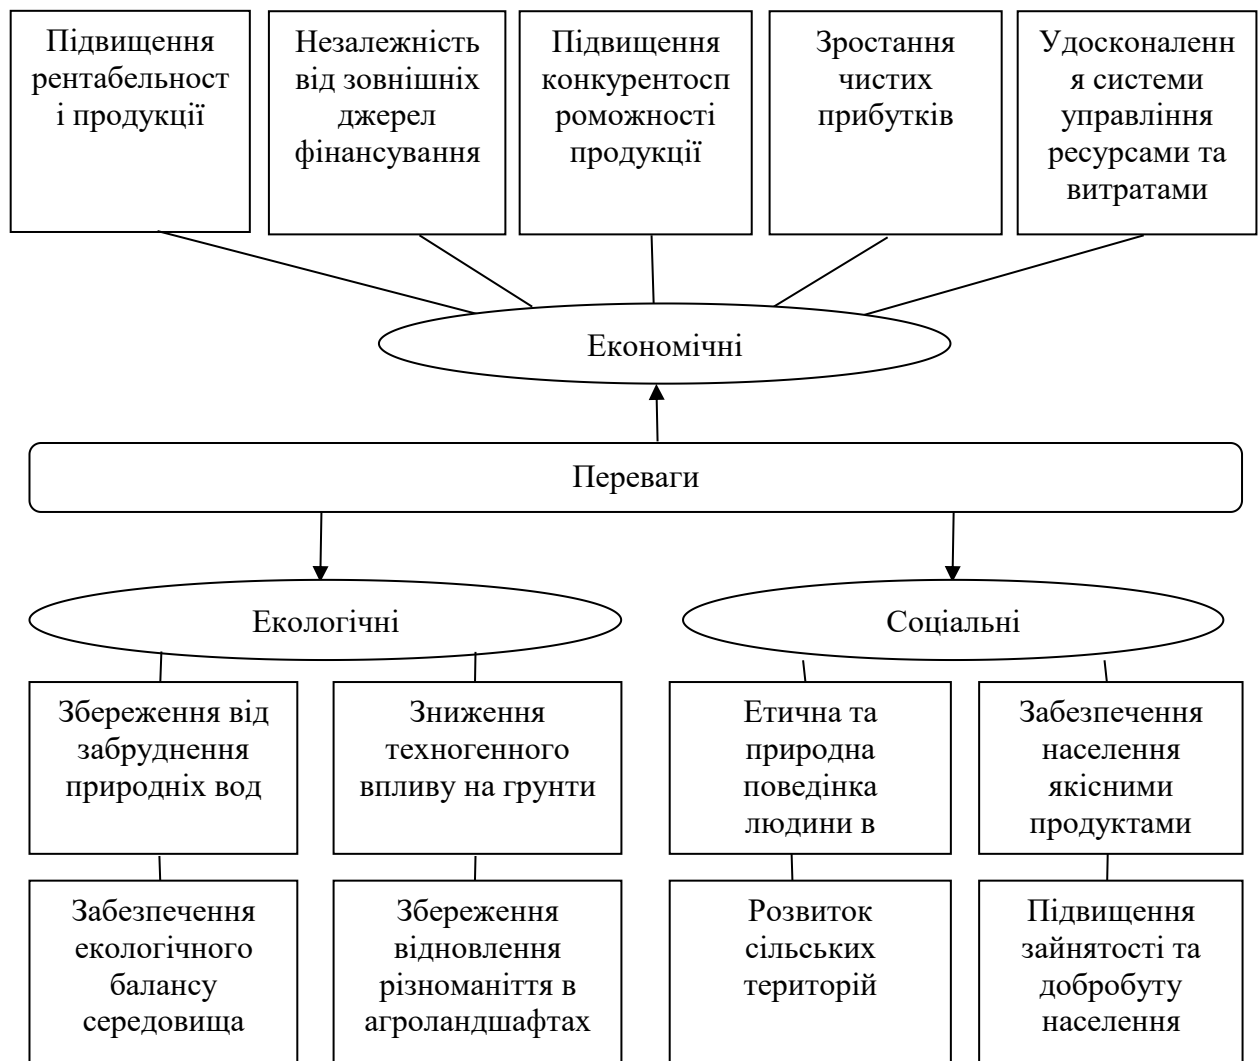 Підвищення
рентабельност
і продукції
Незалежність
від зовнішніх
джерел
фінансування
Підвищення
конкурентосп
роможності
продукції
Зростання
чистих
прибутків
Удосконаленн
я системи
управління
ресурсами та
витратами
Економічні
Переваги
Екологічні
Соціальні
Збереження від
забруднення
природніх вод
Зниження
техногенного
впливу на грунти
Етична та
природна
поведінка
людини в
Забезпечення
населення
якісними
продуктами
Забезпечення
екологічного
балансу
середовища
Збереження
відновлення
різноманіття в
агроландшафтах
Розвиток
сільських
територій
Підвищення
зайнятості та
добробуту
населення